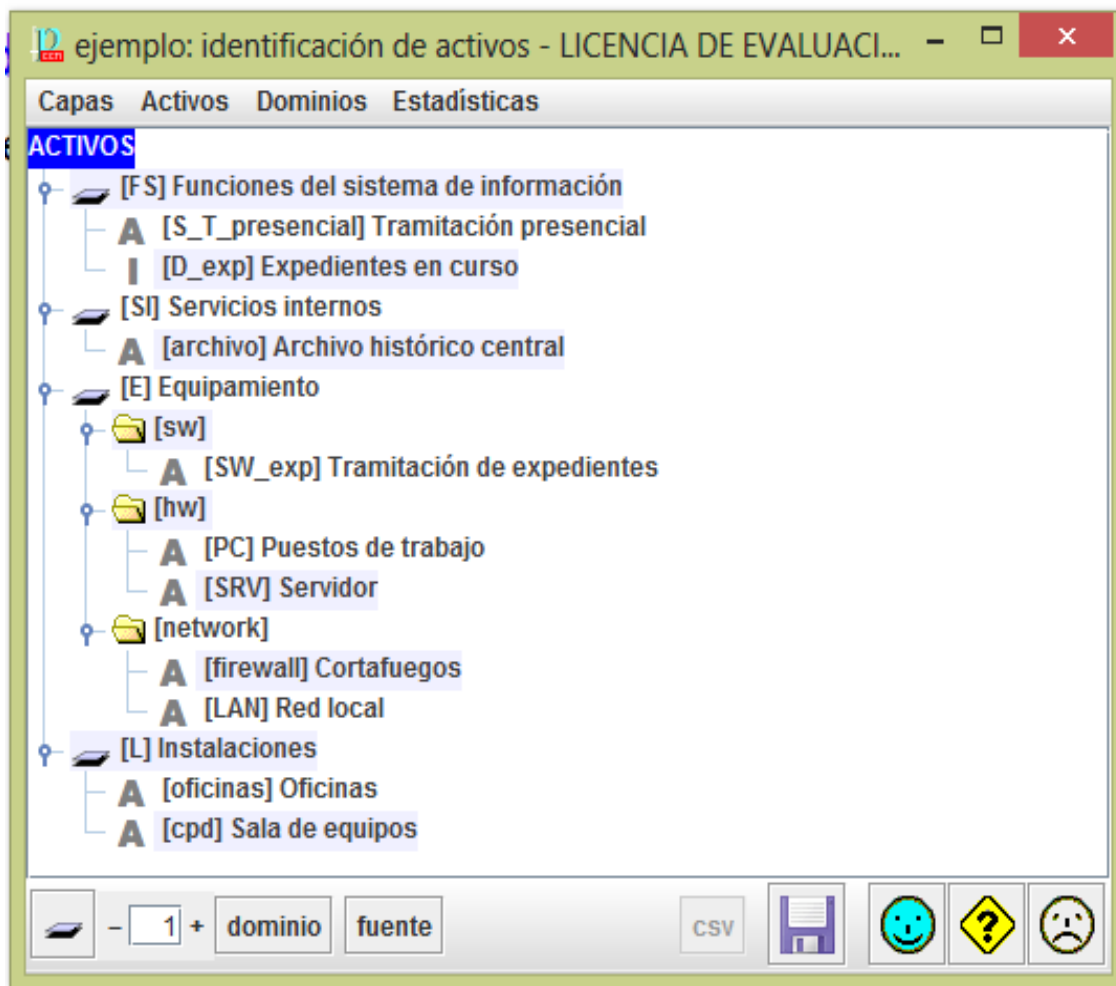 ejemplo: identificación de activos - LICENCIA DE EVALUACI...
Capas Activos Dominios Estadísticas
ACTIVOS
[FS] Funciones del sistema de información
A [S_T_presencial] Tramitación presencial
I [D_exp] Expedientes en curso
[SI] Servicios internos
A [archivo] Archivo histórico central
[E] Equipamiento
[sw]
A [SW_exp] Tramitación de expedientes
[hw]
A [PC] Puestos de trabajo
A [SRV] Servidor
[network]
A [firewall] Cortafuegos
A [LAN] Red local
[L] Instalaciones
A [oficinas] Oficinas
A [cpd] Sala de equipos
- 1 + dominio fuente csv ?